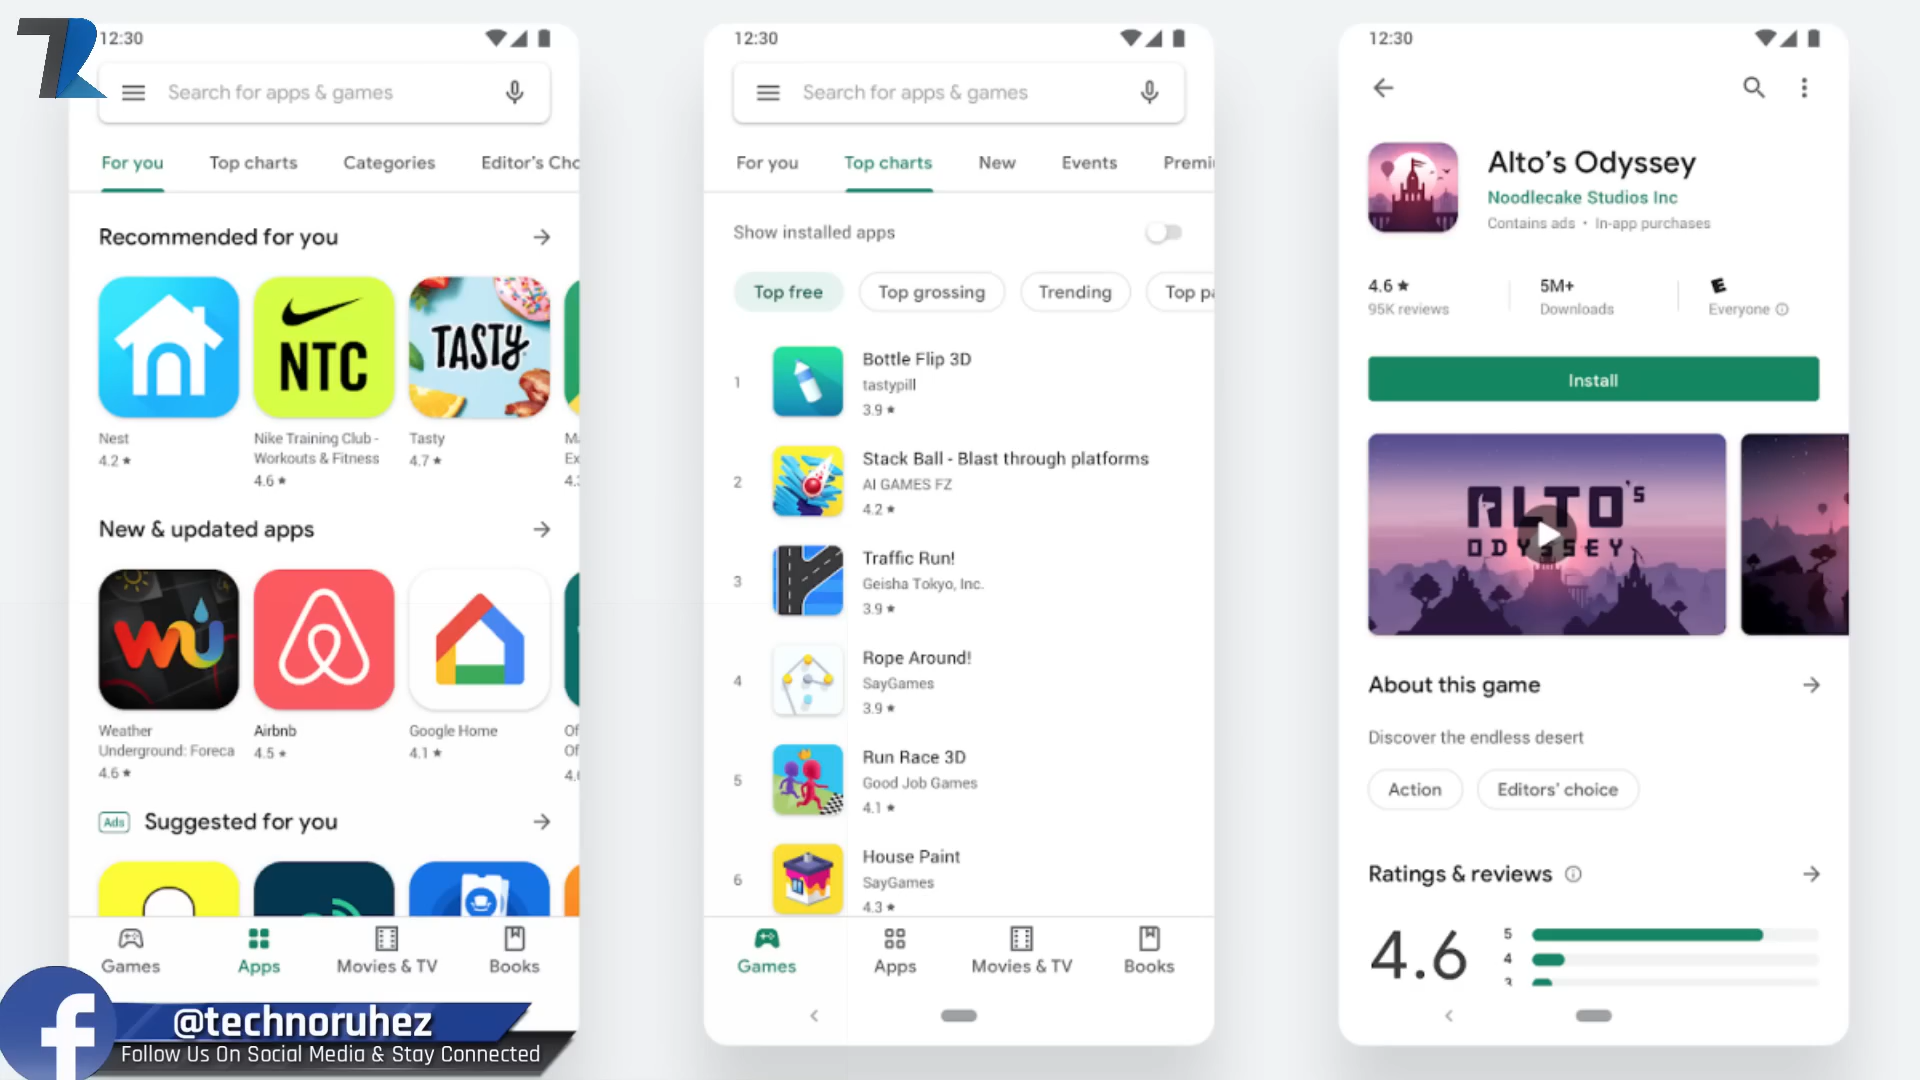 12:30
Search for apps & games
For you
Top charts
Categories
Editor's Cho
Recommended for you
NTC
TASTY
Nest
4.2 ★
Nike Training Club -
Workouts & Fitness
4.6 ★
Tasty
4.7 ★
New & updated apps
wu
Weather
Underground: Foreca
4.6 ★
Airbnb
4.5 ★
Google Home
4.1 ★
Ads
Suggested for you
Games
Apps
Movies & TV
Books
12:30
Search for apps & games
For you
Top charts
New
Events
Premi
Show installed apps
Top free
Top grossing
Trending
Top pa
1
Bottle Flip 3D
tastypill
3.9 ★
2
Stack Ball - Blast through platforms
AI GAMES FZ
4.2 ★
3
Traffic Run!
Geisha Tokyo, Inc.
3.9 ★
4
Rope Around!
SayGames
3.9 ★
5
Run Race 3D
Good Job Games
4.1 ★
6
House Paint
SayGames
4.3 ★
Games
Apps
Movies & TV
Books
12:30
Alto's Odyssey
Noodlecake Studios Inc
Contains ads • In-app purchases
4.6 ★
95K reviews
5M+
Downloads
E
Everyone
Install
ALTO'S
ODYSSEY
About this game
Discover the endless desert
Action
Editors' choice
Ratings & reviews
4.6
5
4
3
@technoruhez
Follow Us On Social Media & Stay Connected